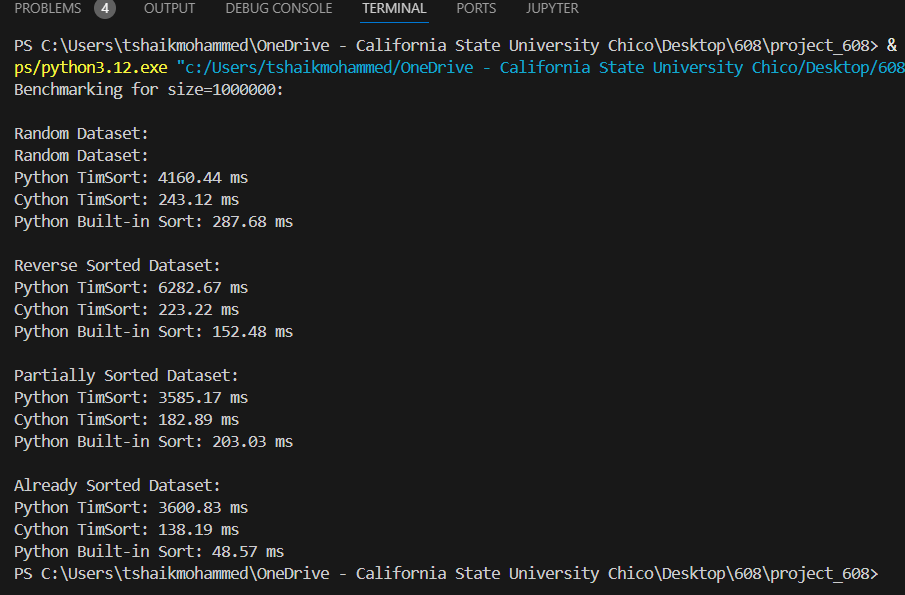 PROBLEMS 4 OUTPUT DEBUG CONSOLE TERMINAL PORTS JUPYTER
PS C:\Users\tshaikmohammed\OneDrive - California State University Chico\Desktop\608\project_608> &
ps/python3.12.exe "c:/Users/tshaikmohammed/OneDrive - California State University Chico/Desktop/608
Benchmarking for size=1000000:
Random Dataset:
Random Dataset:
Python TimSort: 4160.44 ms
Cython TimSort: 243.12 ms
Python Built-in Sort: 287.68 ms
Reverse Sorted Dataset:
Python TimSort: 6282.67 ms
Cython TimSort: 223.22 ms
Python Built-in Sort: 152.48 ms
Partially Sorted Dataset:
Python TimSort: 3585.17 ms
Cython TimSort: 182.89 ms
Python Built-in Sort: 203.03 ms
Already Sorted Dataset:
Python TimSort: 3600.83 ms
Cython TimSort: 138.19 ms
Python Built-in Sort: 48.57 ms
PS C:\Users\tshaikmohammed\OneDrive - California State University Chico\Desktop\608\project_608>